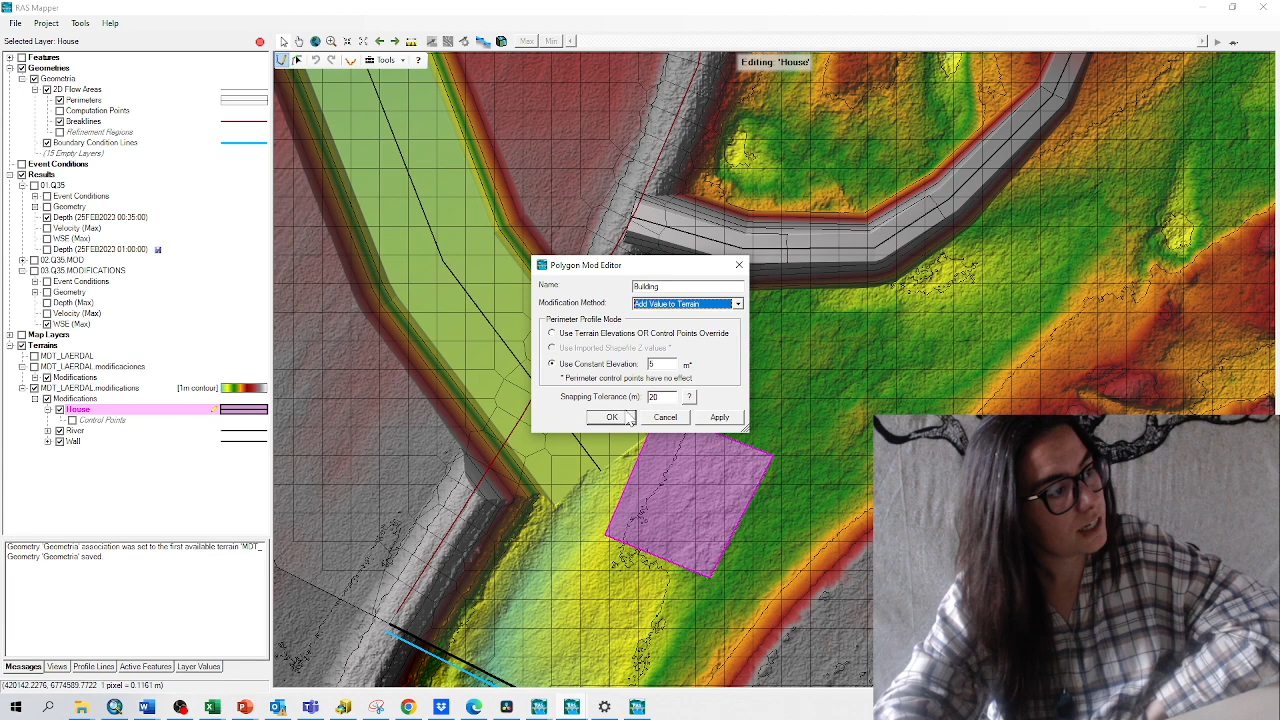 RAS Mapper
File Project Tools Help
Selected Layer: House
Max Min
Tools ?
Editing: 'House'
Features
Geometries
Geometria
2D Flow Areas
Perimeters
Computation Points
Breaklines
Refinement Regions
Boundary Condition Lines
(15 Empty Layers)
Event Conditions
Results
01.Q35
Event Conditions
Geometry
Depth (25FEB2023 00:35:00)
Velocity (Max)
WSE (Max)
Depth (25FEB2023 01:00:00)
02.Q35.MOD
03.Q35.MODIFICATIONS
Event Conditions
Geometry
Depth (Max)
Velocity (Max)
WSE (Max)
Map Layers
Terrains
MDT_LAERDAL
MDT_LAERDAL.modificaciones
Modifications
MDT_LAERDAL.modifications [1m contour]
Modifications
House
Control Points
River
Wall
Polygon Mod Editor
Name: Building
Modification Method: Add Value to Terrain
Perimeter Profile Mode
Use Terrain Elevations OR Control Points Override
Use Imported Shapefile Z values *
Use Constant Elevation: 5 m*
* Perimeter control points have no effect
Snapping Tolerance (m): 20 ?
OK Cancel Apply
Geometry 'Geometria' association was set to the first available terrain 'MDT_
Geometry 'Geometria' saved.
Messages Views Profile Lines Active Features Layer Values
(420142.2276, 6774589.7722 1 pixel = 0.1161 m)